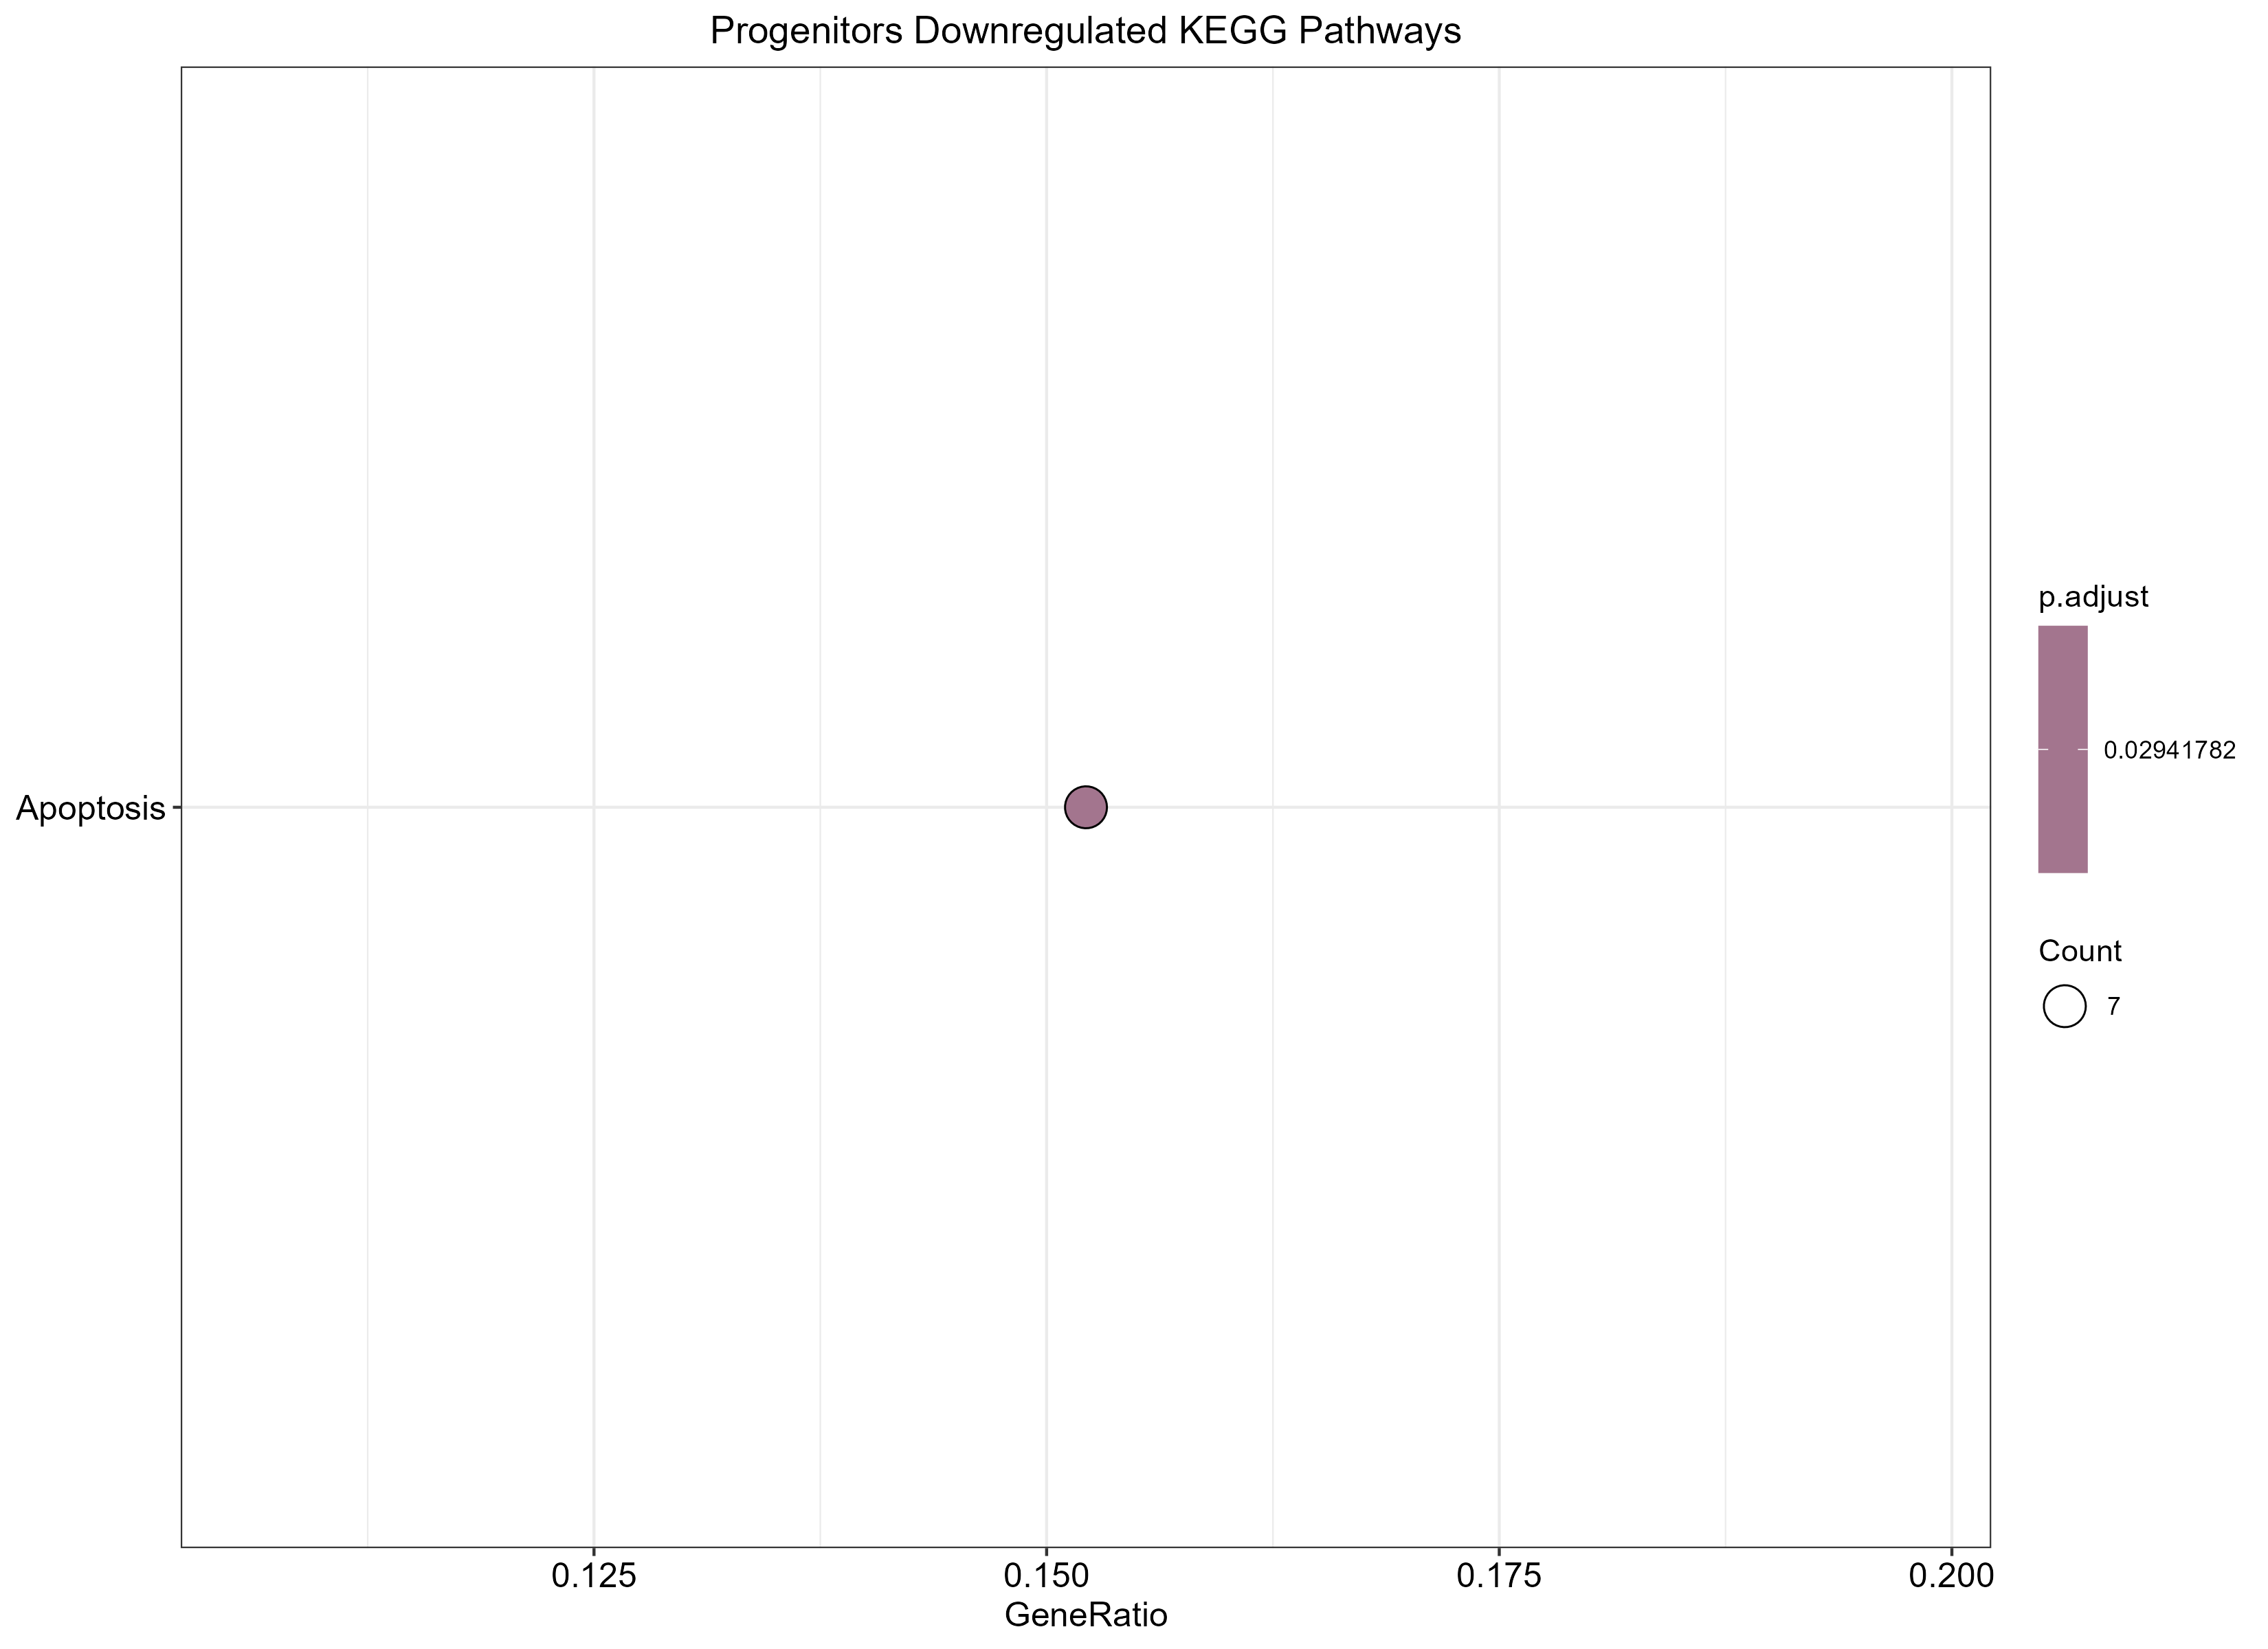 Progenitors Downregulated KEGG Pathways
Apoptosis
0.125
0.150
0.175
0.200
GeneRatio
p.adjust
0.02941782
Count
7